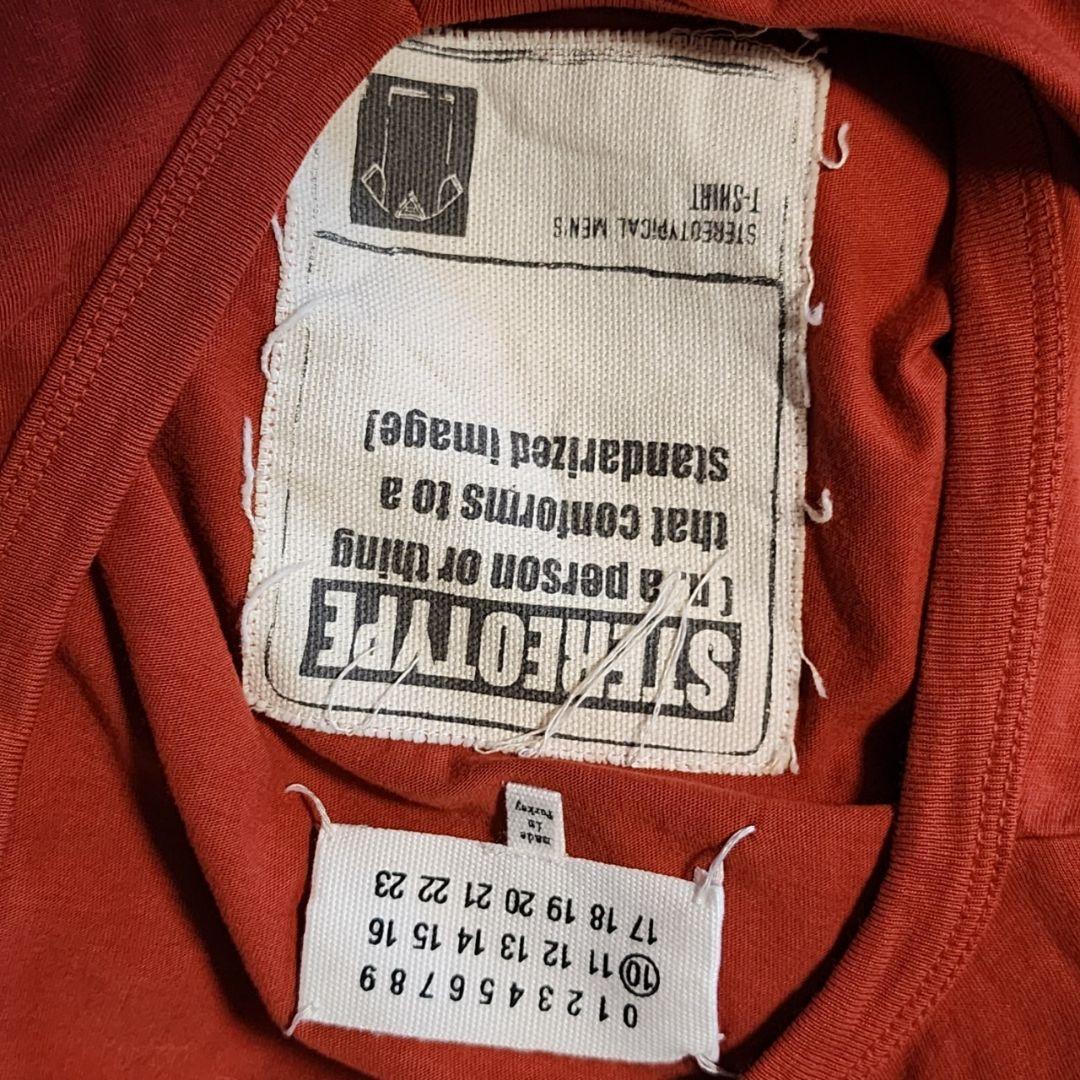 0 1 2 3 4 5 6 7 8 9
10 11 12 13 14 15 16
17 18 19 20 21 22 23
made
in
Turkey
STEREOTYPE
(n. a person or thing
that conforms to a
standarized image)
STEREOTYPICAL MEN'S
T-SHIRT